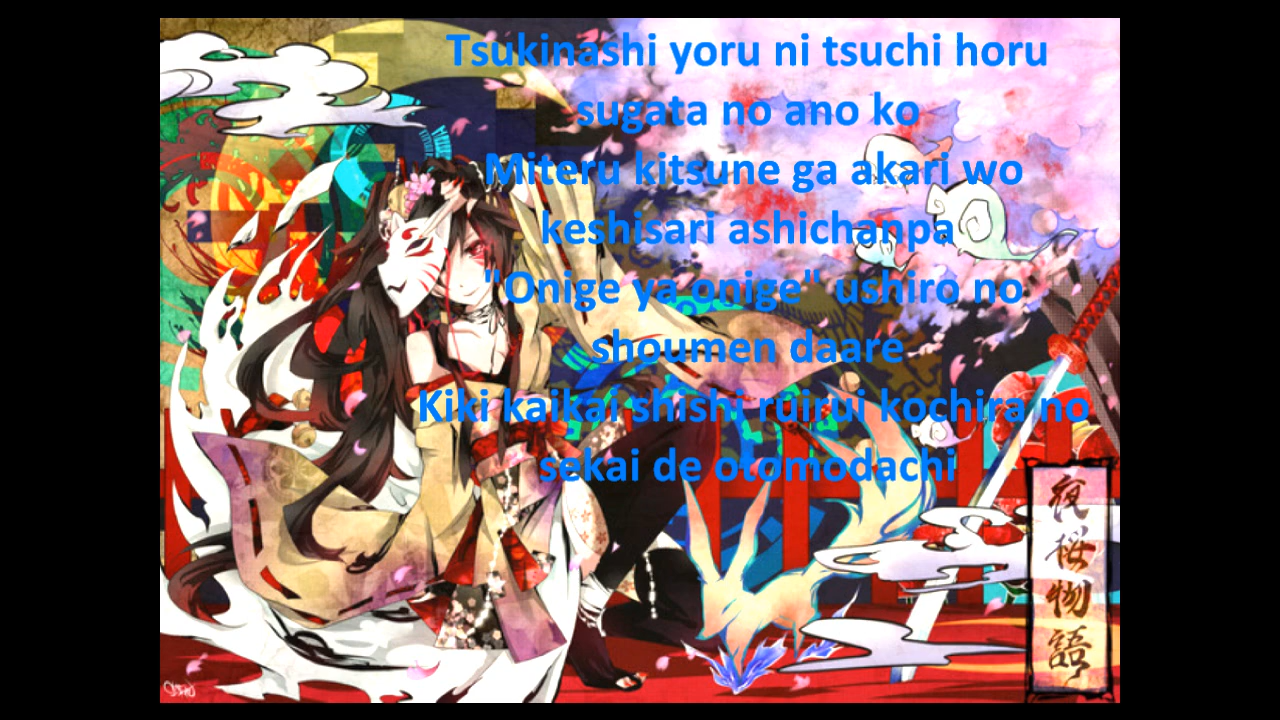 Tsukinashi yoru ni tsuchi horu
sugata no ano ko
Miteru kitsune ga akari wo
keshisari ashichanpa
"Onige ya onige" ushiro no
shoumen daare
Kiki kaikai shishi ruirui kochira no
sekai de otomodachi
夜桜物語